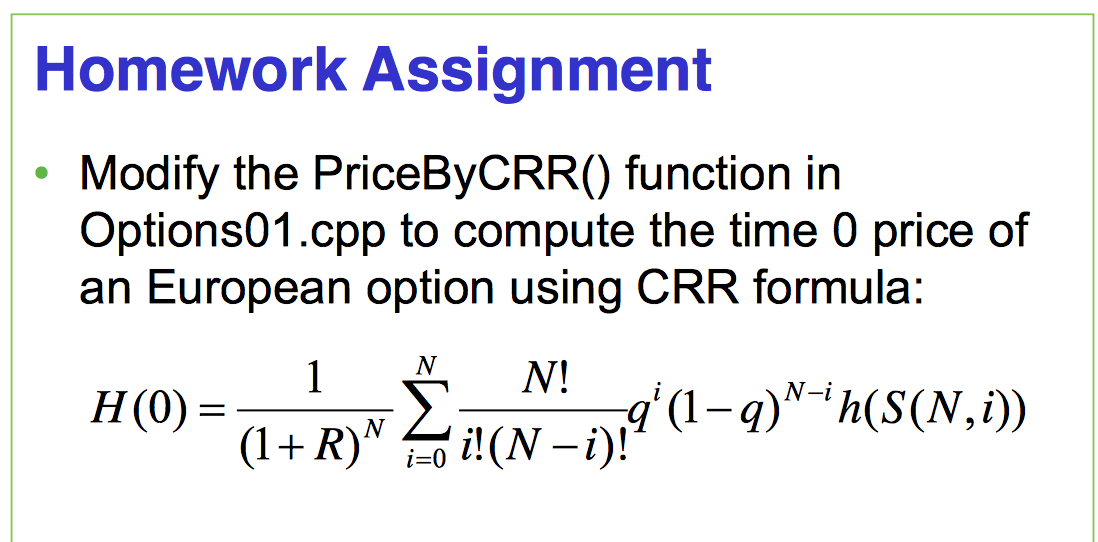 Homework Assignment
• Modify the PriceByCRR() function in
Options01.cpp to compute the time 0 price of
an European option using CRR formula:
H(0) = \frac{1}{(1+R)^N} \sum_{i=0}^{N} \frac{N!}{i!(N-i)!} q^i (1-q)^{N-i} h(S(N,i))